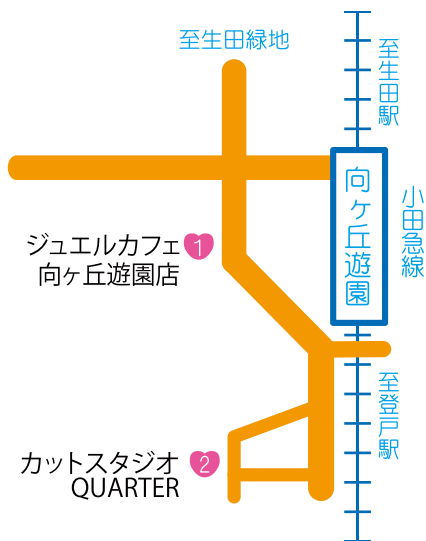 至生田緑地
至生田駅
向ヶ丘遊園
小田急線
1
ジュエルカフェ
向ヶ丘遊園店
至登戸駅
カットスタジオ
QUARTER
2